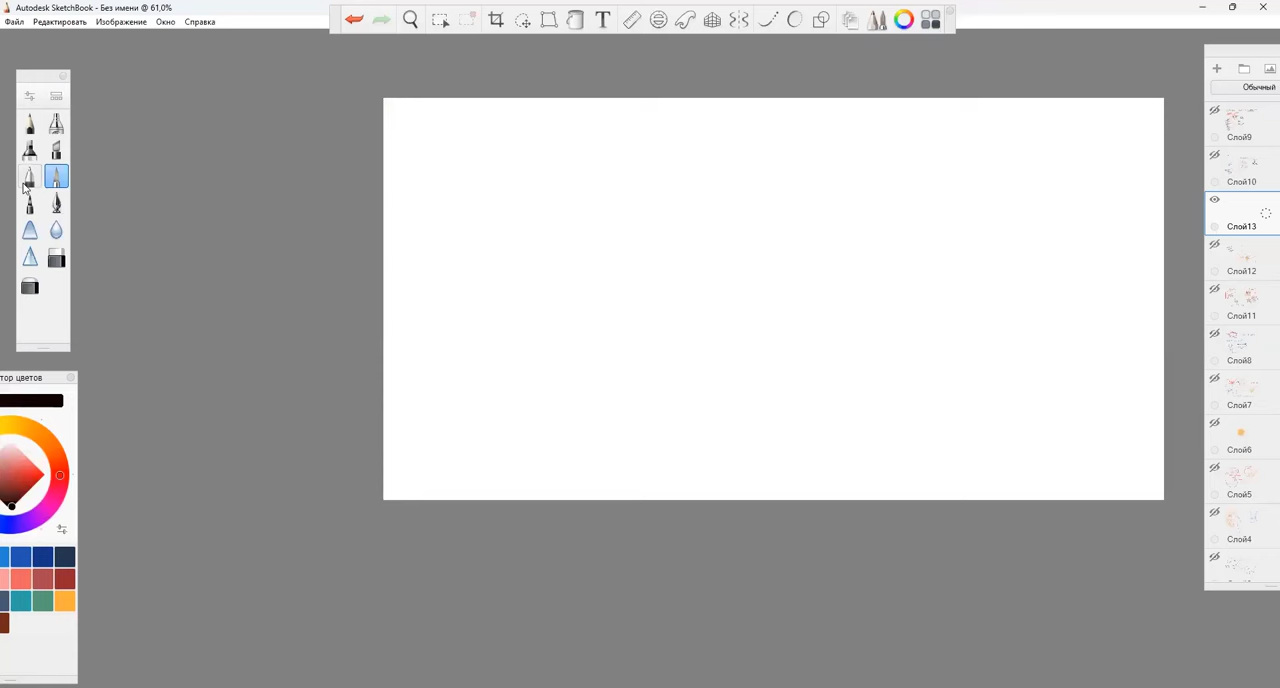 Autodesk SketchBook - Без имени @ 61,0%
Файл Редактировать Изображение Окно Справка
T
Обычный
Слой9
Слой10
Слой13
Слой12
Слой11
Слой8
Слой7
Слой6
Слой5
Слой4
тор цветов